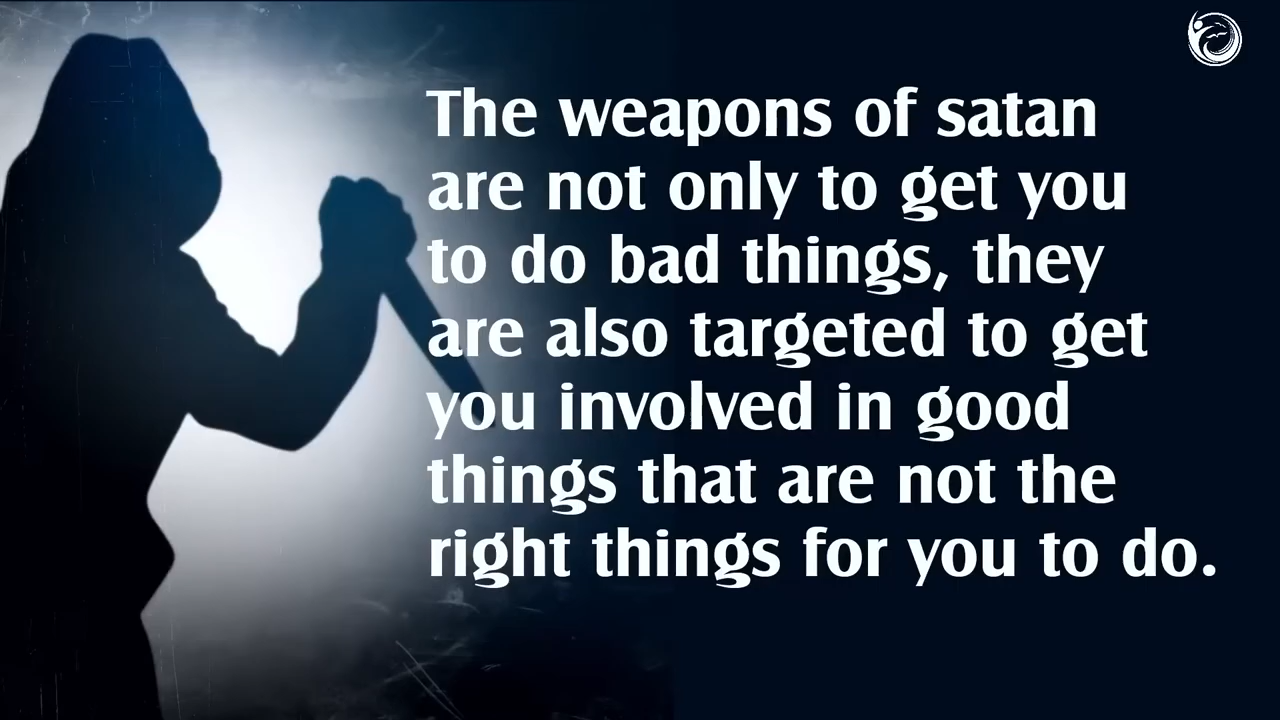 The weapons of satan
are not only to get you
to do bad things, they
are also targeted to get
you involved in good
things that are not the
right things for you to do.